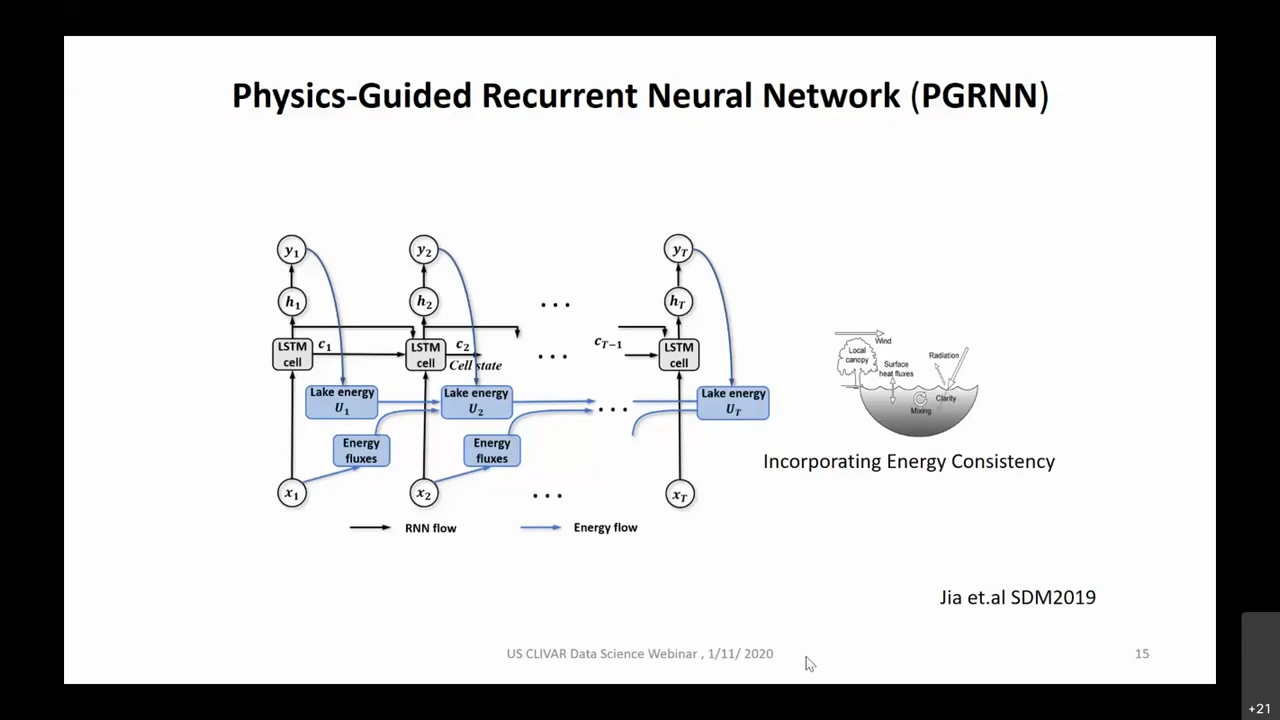 Physics-Guided Recurrent Neural Network (PGRNN)
y1
y2
yT
h1
h2
. . .
hT
LSTM
cell
c1
LSTM
cell
c2
Cell state
. . .
cT−1
LSTM
cell
Lake energy
U1
Lake energy
U2
. . .
Lake energy
UT
Energy
fluxes
Energy
fluxes
x1
x2
. . .
xT
RNN flow
Energy flow
Wind
Local
canopy
Surface
heat fluxes
Radiation
Clarity
Mixing
Incorporating Energy Consistency
Jia et.al SDM2019
US CLIVAR Data Science Webinar , 1/11/ 2020
15
+21